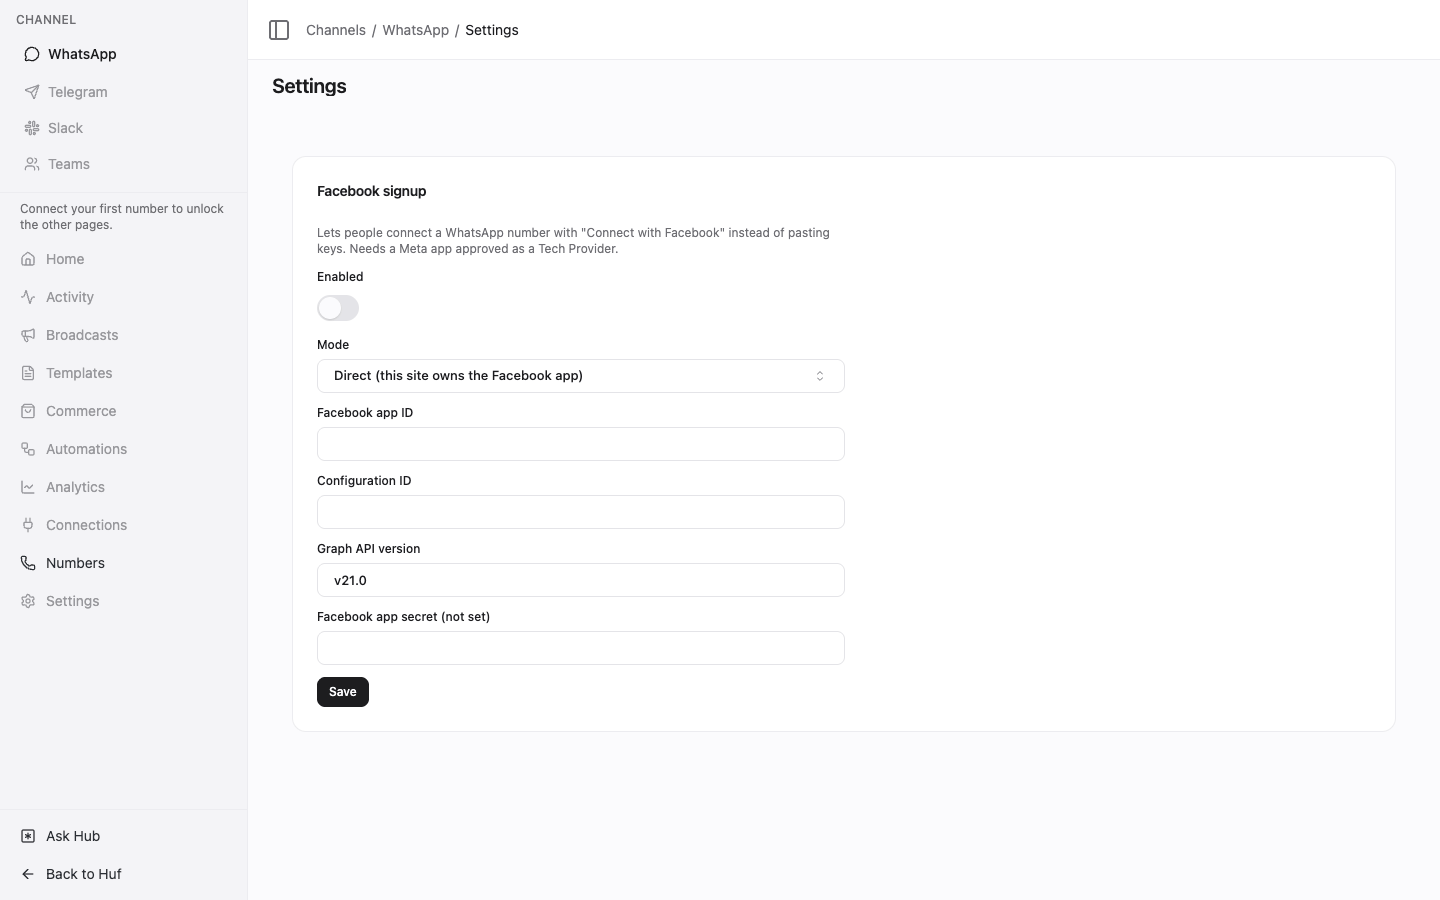 CHANNEL
WhatsApp
Telegram
Slack
Teams
Connect your first number to unlock
the other pages.
Home
Activity
Broadcasts
Templates
Commerce
Automations
Analytics
Connections
Numbers
Settings
Ask Hub
Back to Huf
Channels / WhatsApp / Settings
Settings
Facebook signup
Lets people connect a WhatsApp number with "Connect with Facebook" instead of pasting
keys. Needs a Meta app approved as a Tech Provider.
Enabled
Mode
Direct (this site owns the Facebook app)
Facebook app ID
Configuration ID
Graph API version
v21.0
Facebook app secret (not set)
Save